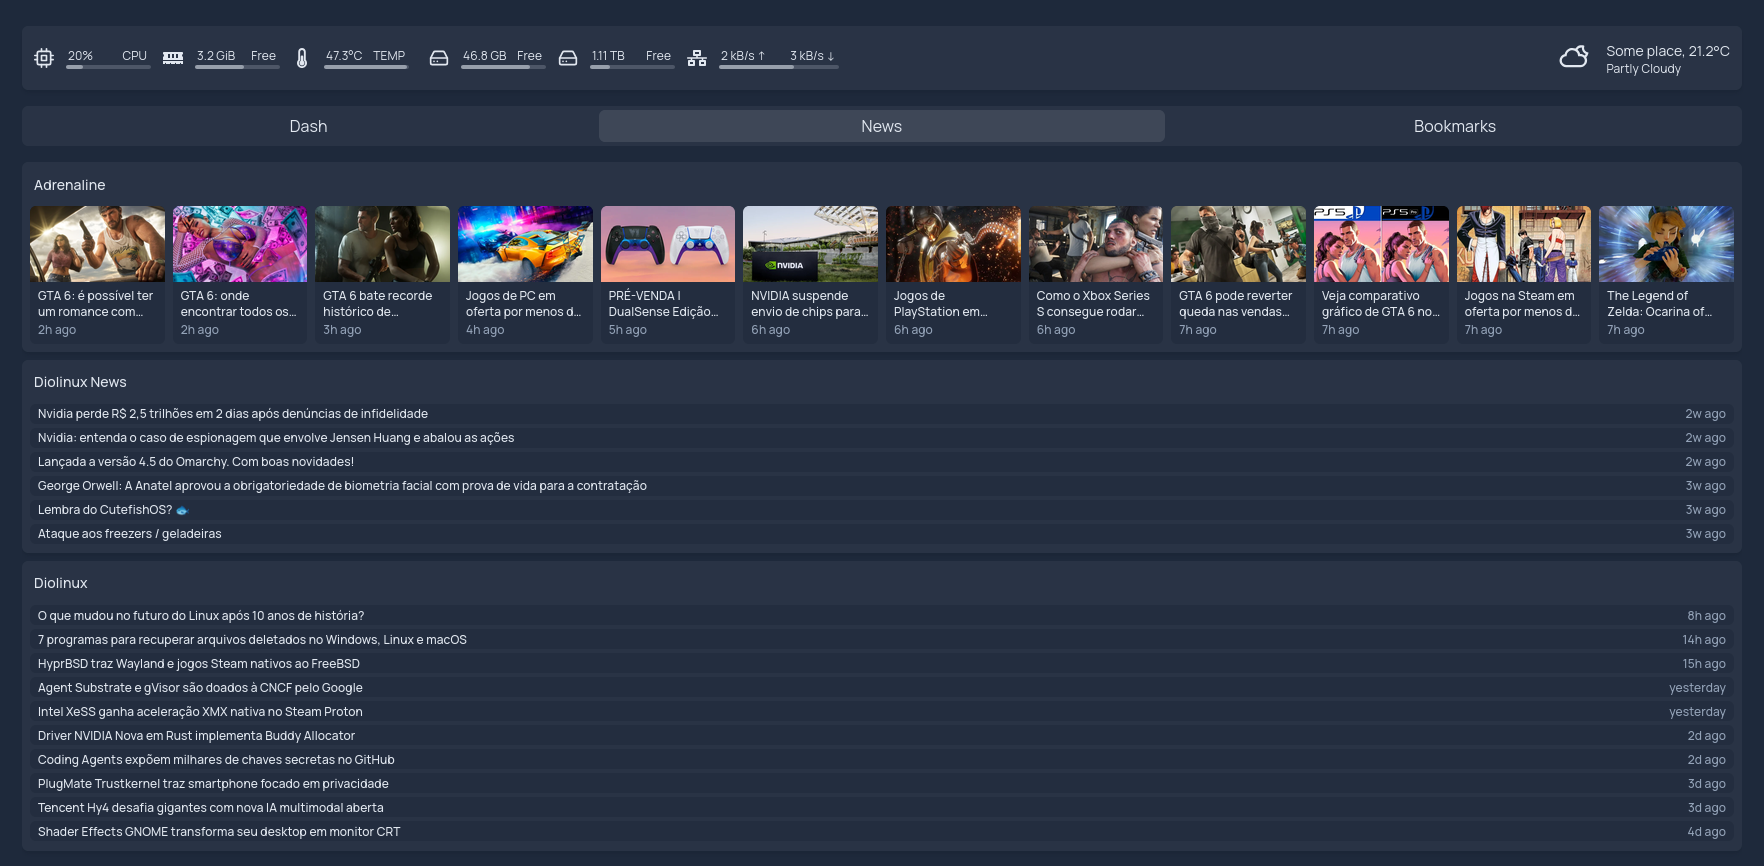 20% CPU 3.2 GiB Free 47.3°C TEMP 46.8 GB Free 1.11 TB Free 2 kB/s ↑ 3 kB/s ↓
Some place, 21.2°C
Partly Cloudy
Dash News Bookmarks
Adrenaline
NVIDIA
PS5 PS5
GTA 6: é possível ter
um romance com...
2h ago
GTA 6: onde
encontrar todos os...
2h ago
GTA 6 bate recorde
histórico de...
3h ago
Jogos de PC em
oferta por menos d...
4h ago
PRÉ-VENDA |
DualSense Edição...
5h ago
NVIDIA suspende
envio de chips para...
6h ago
Jogos de
PlayStation em...
6h ago
Como o Xbox Series
S consegue rodar...
6h ago
GTA 6 pode reverter
queda nas vendas...
7h ago
Veja comparativo
gráfico de GTA 6 no...
7h ago
Jogos na Steam em
oferta por menos d...
7h ago
The Legend of
Zelda: Ocarina of...
7h ago
Diolinux News
Nvidia perde R$ 2,5 trilhões em 2 dias após denúncias de infidelidade 2w ago
Nvidia: entenda o caso de espionagem que envolve Jensen Huang e abalou as ações 2w ago
Lançada a versão 4.5 do Omarchy. Com boas novidades! 2w ago
George Orwell: A Anatel aprovou a obrigatoriedade de biometria facial com prova de vida para a contratação 3w ago
Lembra do CutefishOS? 🐟 3w ago
Ataque aos freezers / geladeiras 3w ago
Diolinux
O que mudou no futuro do Linux após 10 anos de história? 8h ago
7 programas para recuperar arquivos deletados no Windows, Linux e macOS 14h ago
HyprBSD traz Wayland e jogos Steam nativos ao FreeBSD 15h ago
Agent Substrate e gVisor são doados à CNCF pelo Google yesterday
Intel XeSS ganha aceleração XMX nativa no Steam Proton yesterday
Driver NVIDIA Nova em Rust implementa Buddy Allocator 2d ago
Coding Agents expõem milhares de chaves secretas no GitHub 2d ago
PlugMate Trustkernel traz smartphone focado em privacidade 3d ago
Tencent Hy4 desafia gigantes com nova IA multimodal aberta 3d ago
Shader Effects GNOME transforma seu desktop em monitor CRT 4d ago